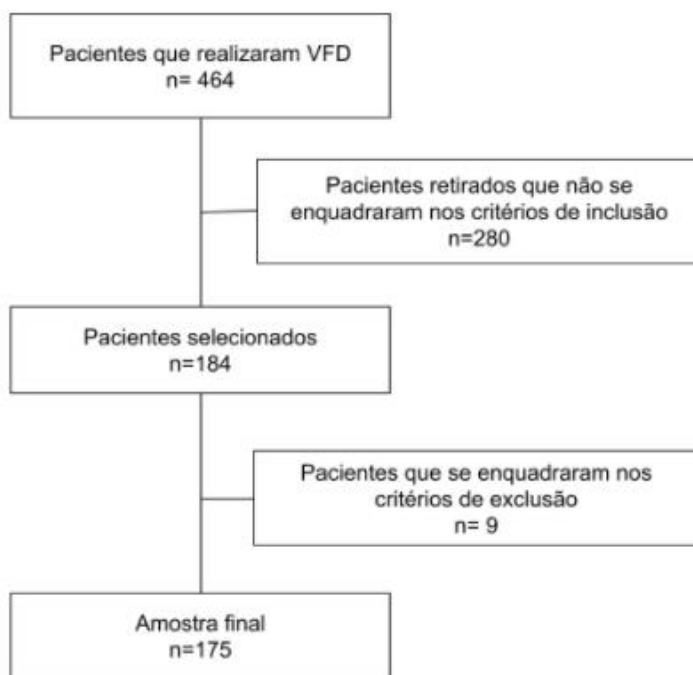 Pacientes que realizaram VFD
n= 464
Pacientes retirados que não se
enquadraram nos critérios de inclusão
n=280
Pacientes selecionados
n=184
Pacientes que se enquadraram nos
critérios de exclusão
n= 9
Amostra final
n=175